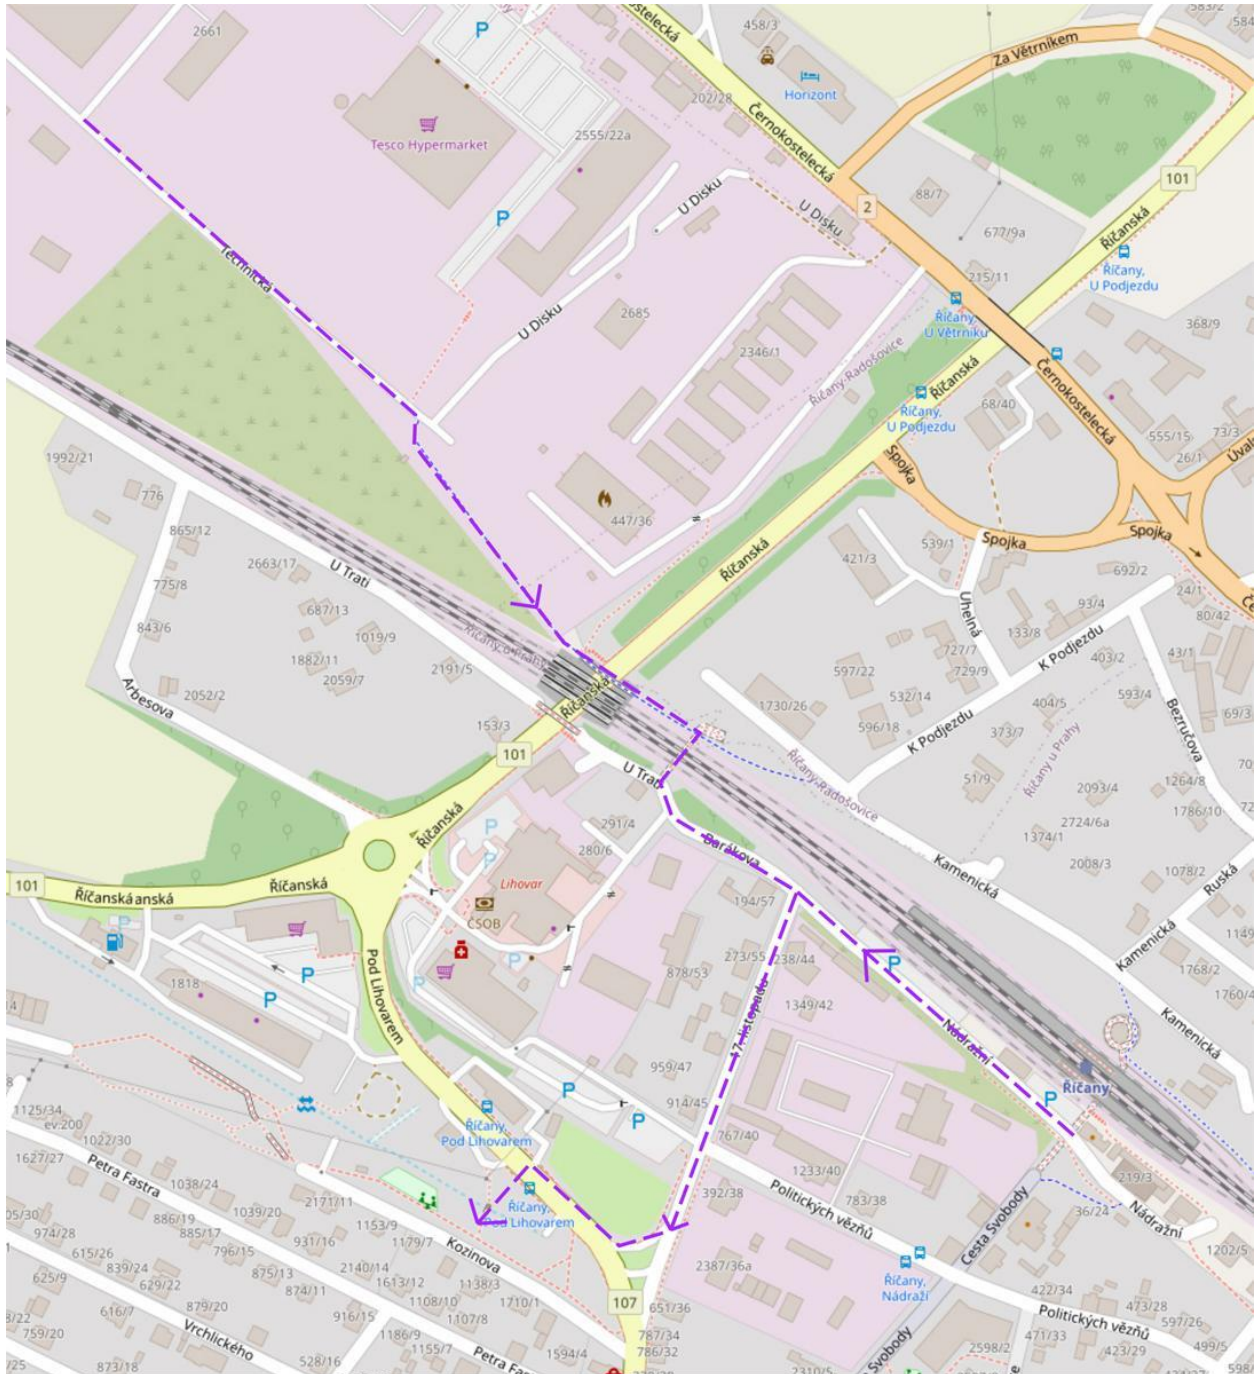 2661
Tesco Hypermarket
2555/22a
U Disku
U Disku
U Disku
2685
2346/1
Technická
458/3
Horizont
202/28
Černokostelecká
Za Větrníkem
583/2
2
88/7
677/9a
215/11
101
Říčanská
Říčany,
U Podjezdu
Říčany,
U Větrníku
368/9
Říčany-Radošovice
Říčanská
Říčany,
U Podjezdu
68/40
Černokostelecká
555/15
73/3
26/1
Spojka
Spojka
Spojka
447/36
Říčanská
421/3
539/1
692/2
24/1
80/42
Uhelná
93/4
133/8
K Podjezdu
403/2
43/1
727/7
729/9
597/22
532/14
1730/26
596/18
404/5
593/4
373/7
K Podjezdu
Bezručova
69/3
51/9
Říčany u Prahy
2093/4
1264/8
2724/6a
1786/10
1374/1
2008/3
1078/2
Ruská
1992/21
776
865/12
U Trati
2663/17
775/8
687/13
843/6
1019/9
1882/11
2059/7
2191/5
Říčany u Prahy
2052/2
Arbesova
153/3
Říčanská
101
U Trati
Říčany-Radošovice
Říčanská
291/4
280/6
Barákova
Kamenická
Lihovar
ČSOB
101
Říčanská
194/57
Kamenická
1768/2
1760/4
Kamenická
273/55
238/44
878/53
1349/42
1818
Pod Lihovarem
17. listopadu
Nádražní
Říčany
959/47
914/45
767/40
1233/40
219/3
1125/34
ev.200
1022/30
1627/27
Petra Fastra
1038/24
2171/11
Říčany,
Pod Lihovarem
Říčany,
Pod Lihovarem
392/38
Politických vězňů
783/38
Cesta Svobody
36/24
Nádražní
1202/5
886/19
1039/20
1153/9
974/28
885/17
931/16
1179/7
Kozinova
615/26
796/15
839/24
2140/14
625/9
875/13
629/22
874/11
1613/12
1138/3
1108/10
1710/1
616/7
879/20
916/15
1107/8
759/20
Vrchlického
1186/9
1155/7
528/16
1594/4
873/18
2387/36a
Říčany,
Nádraží
422/34
473/28
Politických vězňů
597/26
107
651/36
787/34
786/32
471/33
423/29
499/5
2598/2
2310/5